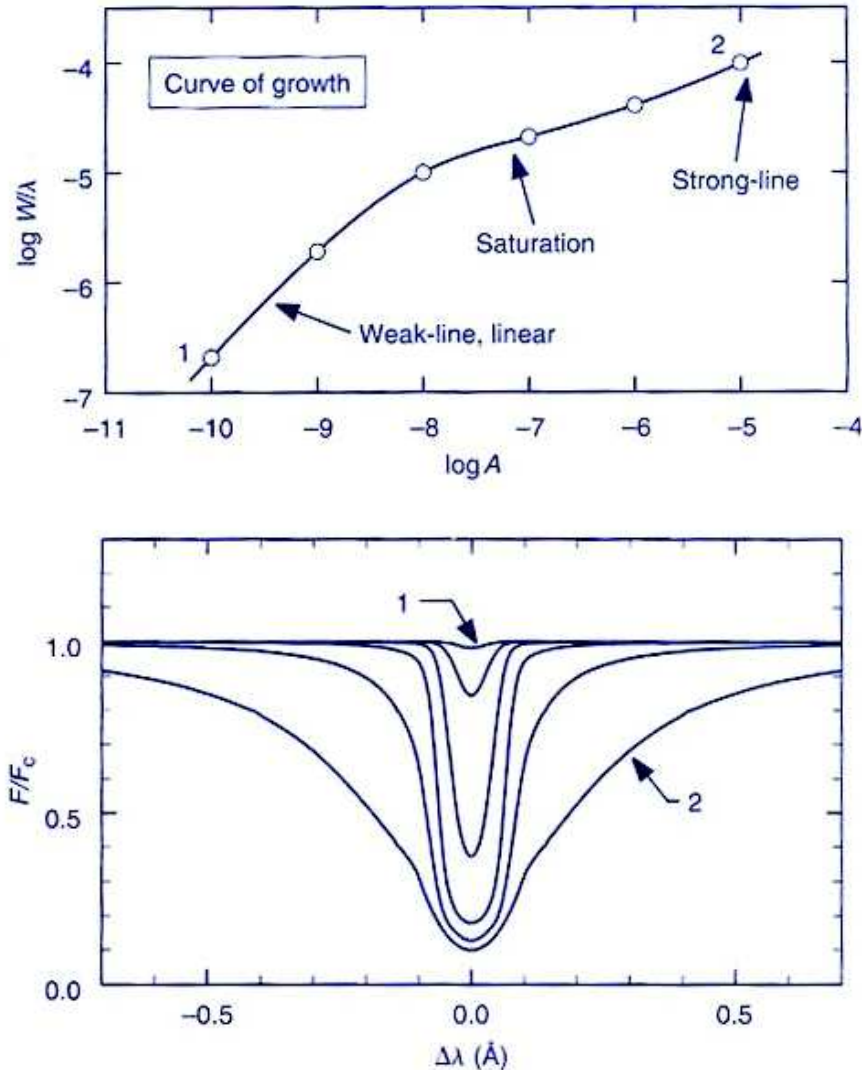 Curve of growth
log W/λ
-4
-5
-6
-7
1
2
Strong-line
Saturation
Weak-line, linear
-11 -10 -9 -8 -7 -6 -5 -4
log A
F/Fc
1.0
0.5
0.0
1
2
-0.5 0.0 0.5
Δλ (Å)